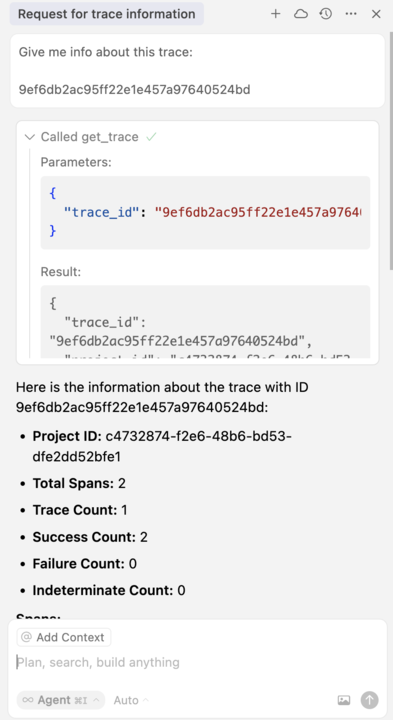 Request for trace information
Give me info about this trace:
9ef6db2ac95ff22e1e457a97640524bd
Called get_trace
Parameters:
{
"trace_id": "9ef6db2ac95ff22e1e457a9764
}
Result:
{
"trace_id":
"9ef6db2ac95ff22e1e457a97640524bd",
Here is the information about the trace with ID
9ef6db2ac95ff22e1e457a97640524bd:
• Project ID: c4732874-f2e6-48b6-bd53-
dfe2dd52bfe1
• Total Spans: 2
• Trace Count: 1
• Success Count: 2
• Failure Count: 0
• Indeterminate Count: 0
Spans:
@ Add Context
Plan, search, build anything
∞ Agent ⌘I
Auto